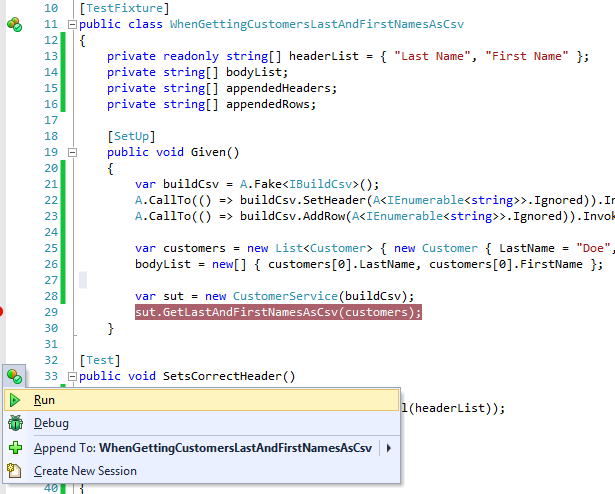 10 [TestFixture]
11 public class WhenGettingCustomersLastAndFirstNamesAsCsv
12 {
13 private readonly string[] headerList = { "Last Name", "First Name" };
14 private string[] bodyList;
15 private string[] appendedHeaders;
16 private string[] appendedRows;
17
18 [SetUp]
19 public void Given()
20 {
21 var buildCsv = A.Fake<IBuildCsv>();
22 A.CallTo(() => buildCsv.SetHeader(A<IEnumerable<string>>.Ignored)).In
23 A.CallTo(() => buildCsv.AddRow(A<IEnumerable<string>>.Ignored)).Invok
24
25 var customers = new List<Customer> { new Customer { LastName = "Doe",
26 bodyList = new[] { customers[0].LastName, customers[0].FirstName };
27
28 var sut = new CustomerService(buildCsv);
29 sut.GetLastAndFirstNamesAsCsv(customers);
30 }
31
32 [Test]
33 public void SetsCorrectHeader()
Run
l(headerList));
Debug
Append To: WhenGettingCustomersLastAndFirstNamesAsCsv
Create New Session
40 {